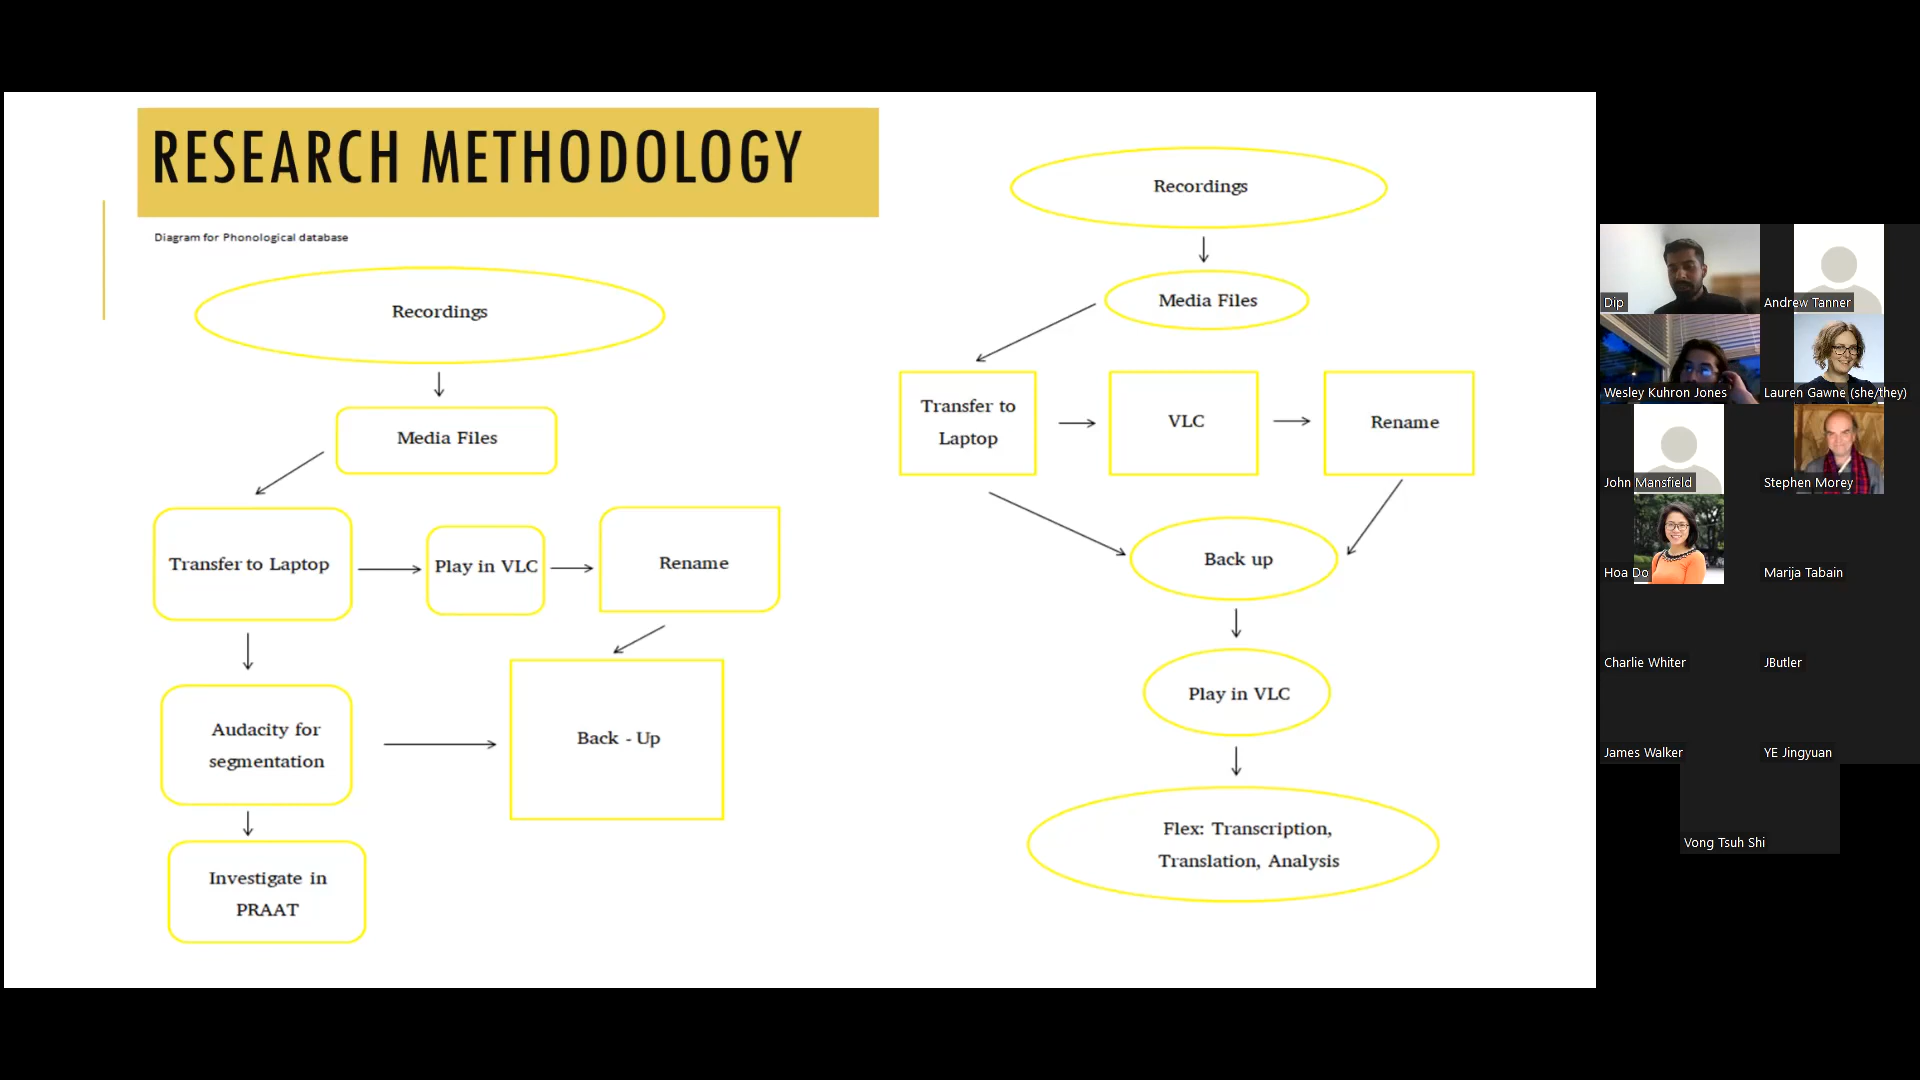 RESEARCH METHODOLOGY
Diagram for Phonological database
Recordings
Media Files
Transfer to Laptop
Play in VLC
Rename
Audacity for
segmentation
Back - Up
Investigate in
PRAAT
Recordings
Media Files
Transfer to
Laptop
VLC
Rename
Back up
Play in VLC
Flex: Transcription,
Translation, Analysis
Dip
Andrew Tanner
Wesley Kuhron Jones
Lauren Gawne (she/they)
John Mansfield
Stephen Morey
Hoa Do
Marija Tabain
Charlie Whiter
JButler
James Walker
YE Jingyuan
Vong Tsuh Shi